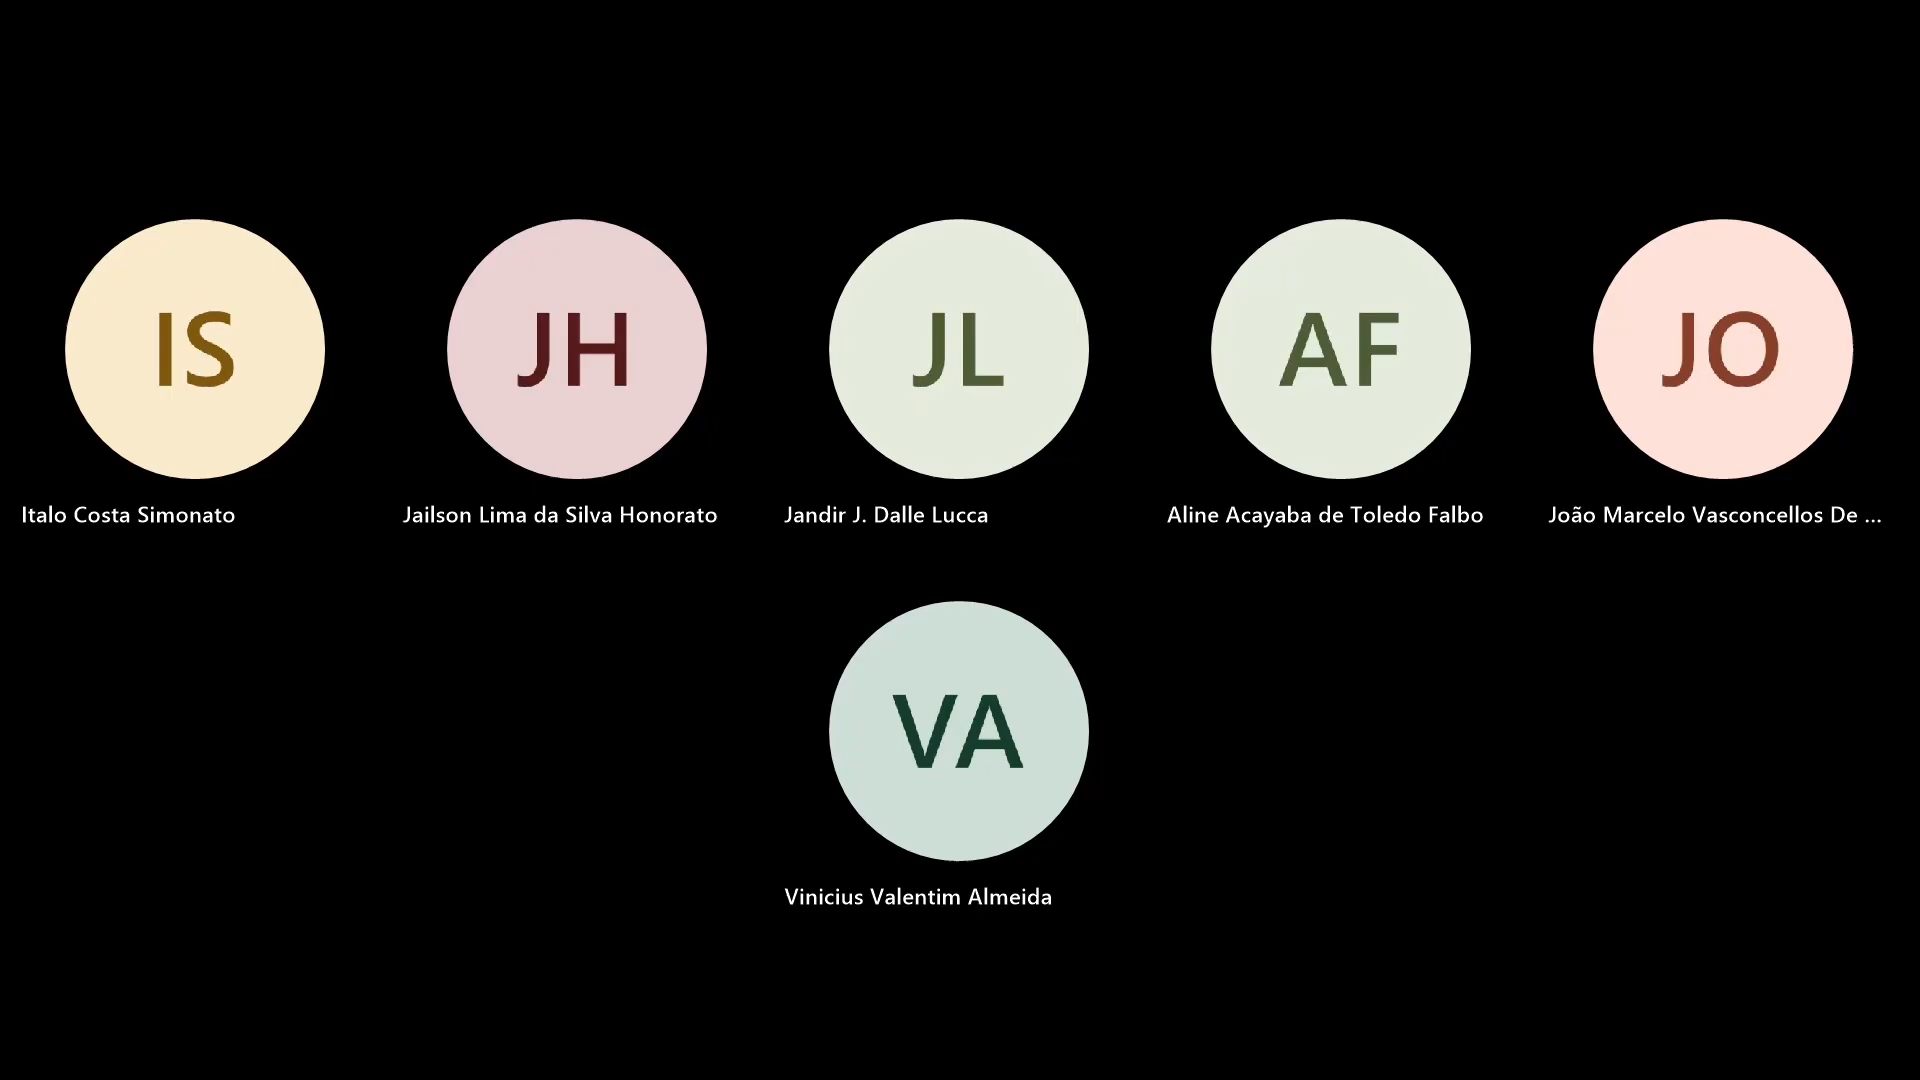 IS
JH
JL
AF
JO
Italo Costa Simonato
Jailson Lima da Silva Honorato
Jandir J. Dalle Lucca
Aline Acayaba de Toledo Falbo
João Marcelo Vasconcellos De ...
VA
Vinicius Valentim Almeida